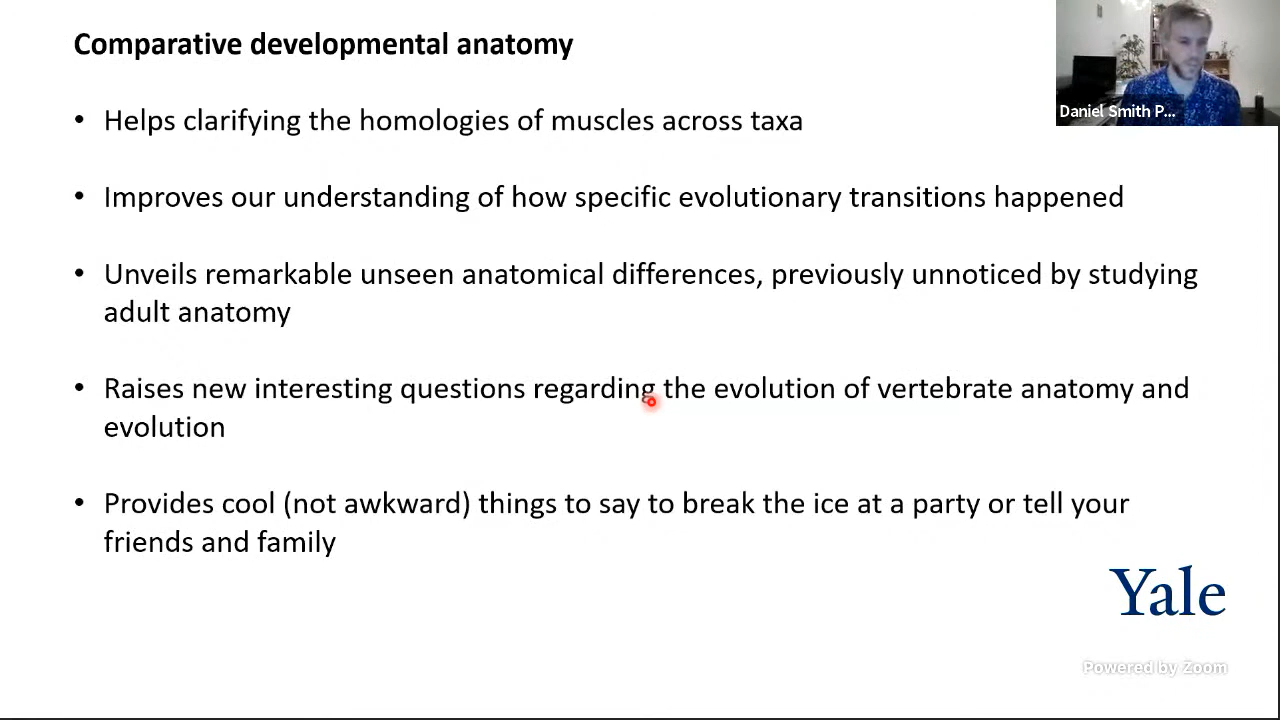 Comparative developmental anatomy
Daniel Smith P...
• Helps clarifying the homologies of muscles across taxa
• Improves our understanding of how specific evolutionary transitions happened
• Unveils remarkable unseen anatomical differences, previously unnoticed by studying
adult anatomy
• Raises new interesting questions regarding the evolution of vertebrate anatomy and
evolution
• Provides cool (not awkward) things to say to break the ice at a party or tell your
friends and family
Yale
Powered by Zoom